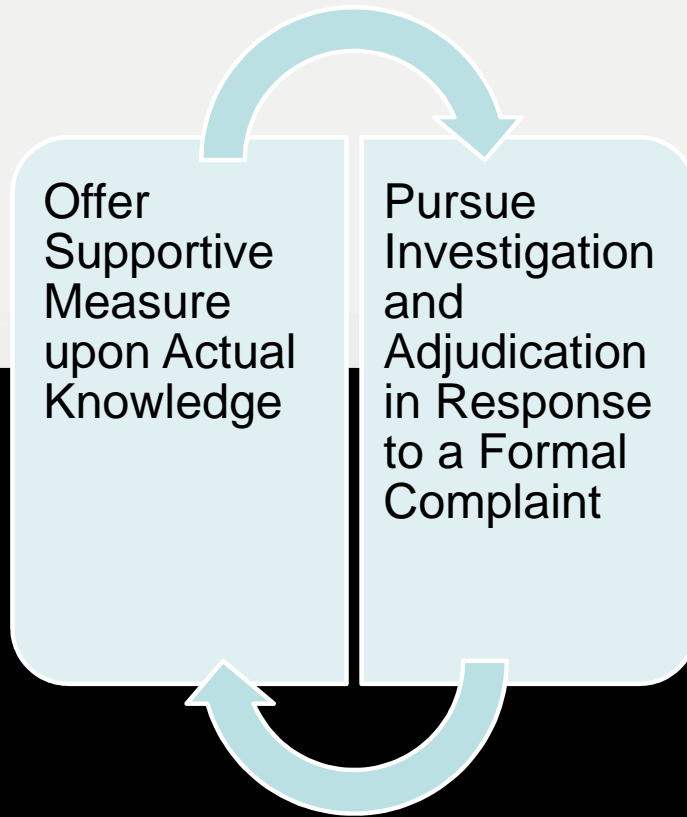 Offer
Supportive
Measure
upon Actual
Knowledge
Pursue
Investigation
and
Adjudication
in Response
to a Formal
Complaint